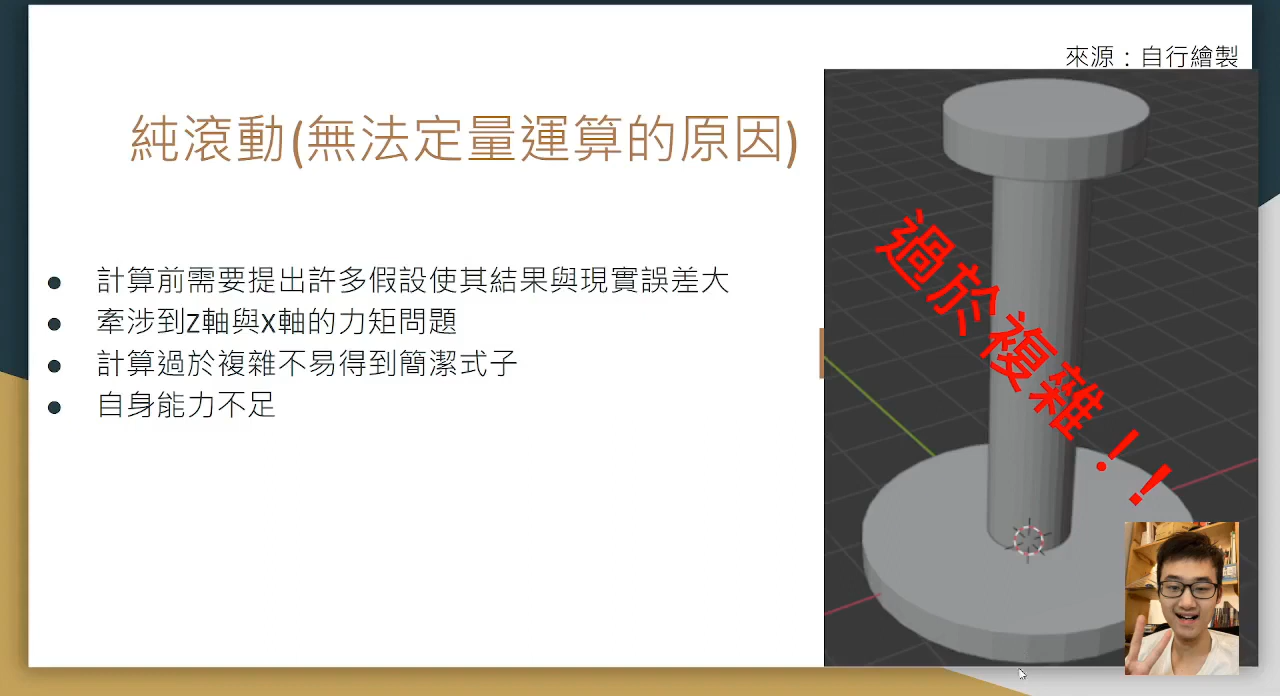 來源：自行繪製
純滾動(無法定量運算的原因)
計算前需要提出許多假設使其結果與現實誤差大
牽涉到z軸與x軸的力矩問題
計算過於複雜不易得到簡潔式子
自身能力不足
過於複雜！！